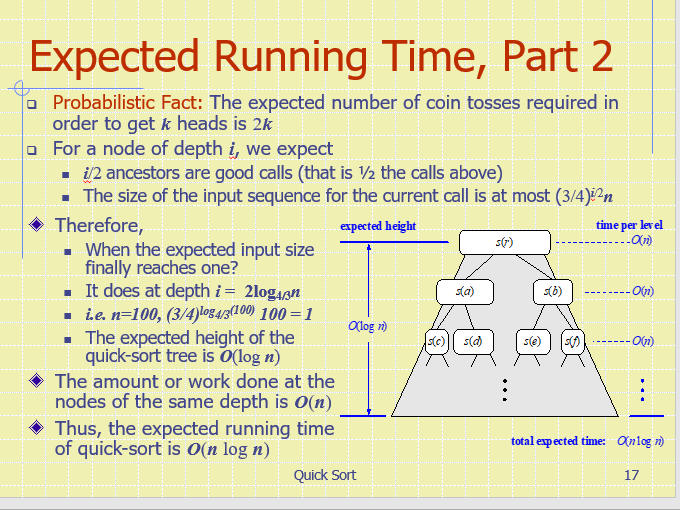 Expected Running Time, Part 2
Probabilistic Fact: The expected number of coin tosses required in
order to get k heads is 2k
For a node of depth i, we expect
i/2 ancestors are good calls (that is ½ the calls above)
The size of the input sequence for the current call is at most (3/4)^{i/2}n
Therefore,
When the expected input size
finally reaches one?
It does at depth i = 2log_{4/3}n
i.e. n=100, (3/4)^{log_{4/3}(100)} 100 = 1
The expected height of the
quick-sort tree is O(log n)
The amount or work done at the
nodes of the same depth is O(n)
Thus, the expected running time
of quick-sort is O(n log n)
expected height
time per level
s(r)
O(n)
s(a)
s(b)
O(n)
O(log n)
s(c)
s(d)
s(e)
s(f)
O(n)
total expected time: O(n log n)
Quick Sort
17